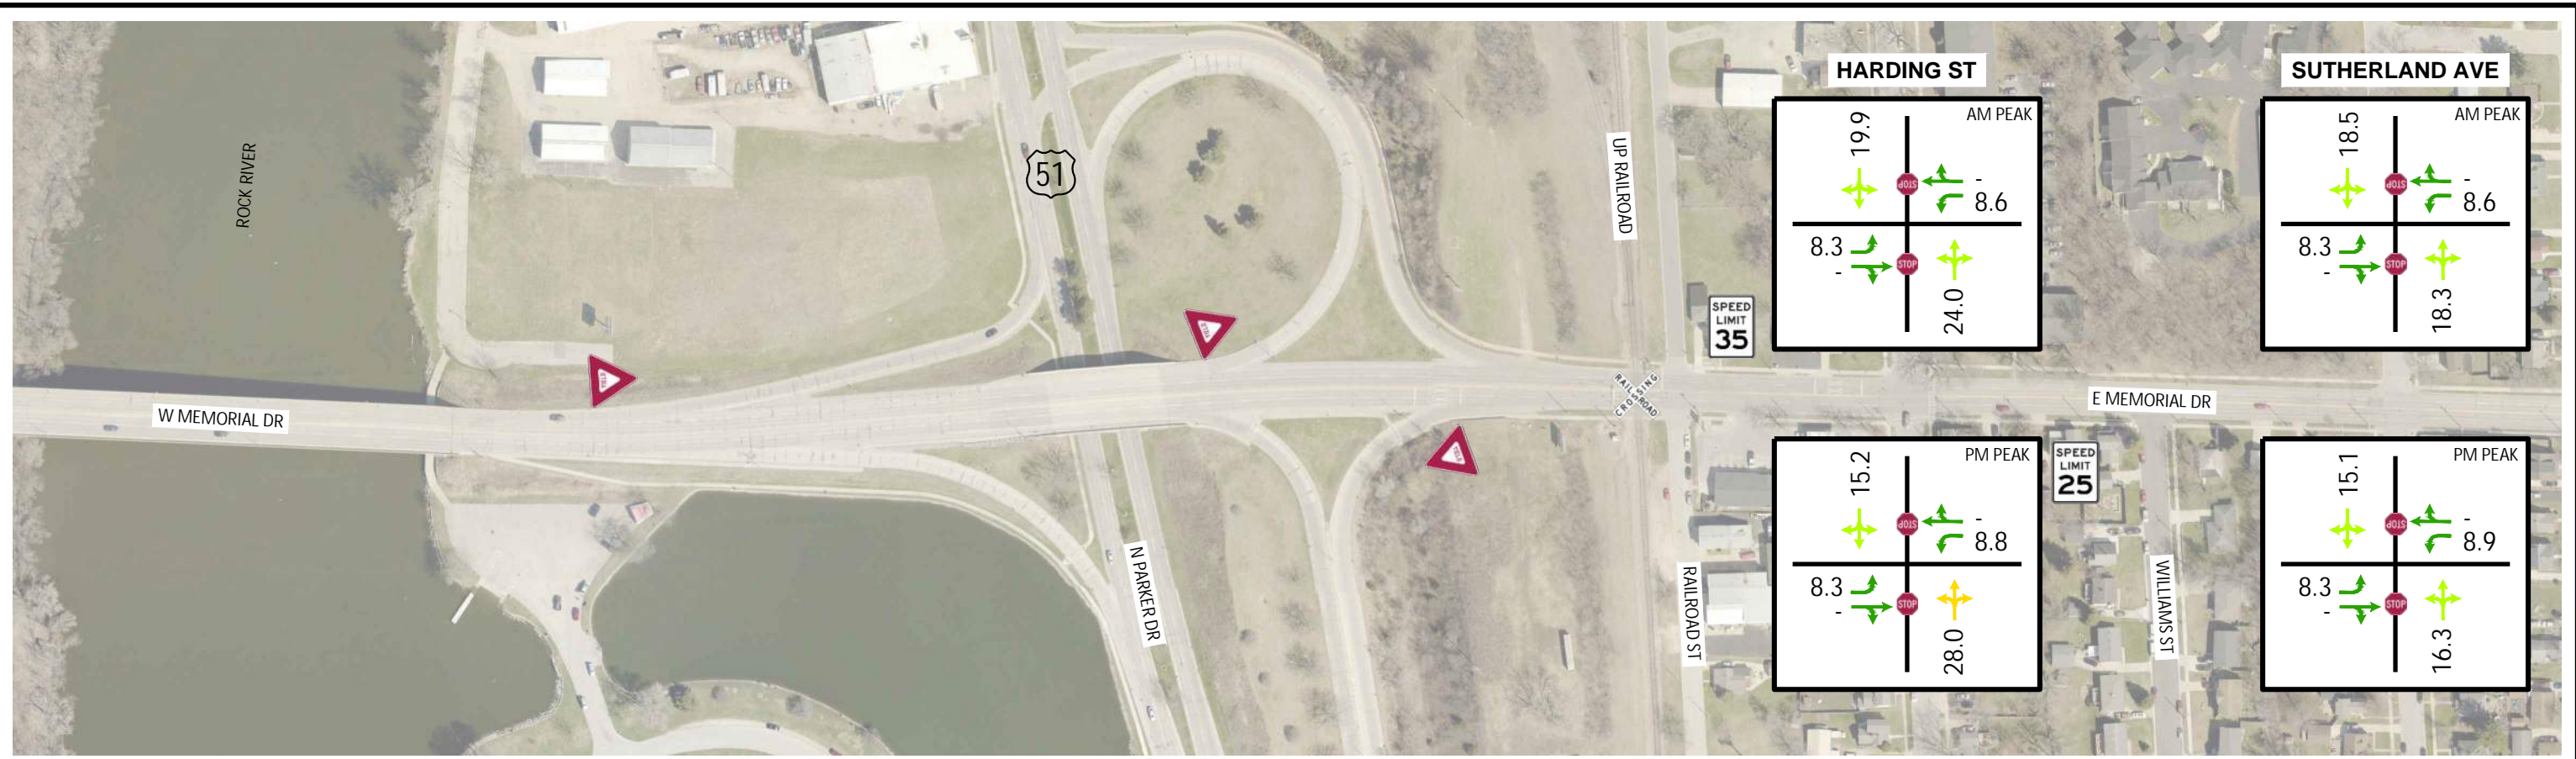 HARDING ST
SUTHERLAND AVE
AM PEAK
19.9
-
8.6
8.3
-
24.0
STOP
STOP
AM PEAK
18.5
-
8.6
8.3
-
18.3
STOP
STOP
ROCK RIVER
51
UP RAILROAD
SPEED
LIMIT
35
YIELD
YIELD
RAILROAD
CROSSING
W MEMORIAL DR
E MEMORIAL DR
YIELD
N PARKER DR
RAILROAD ST
PM PEAK
15.2
-
8.8
8.3
-
28.0
STOP
STOP
SPEED
LIMIT
25
WILLIAMS ST
PM PEAK
15.1
-
8.9
8.3
-
16.3
STOP
STOP